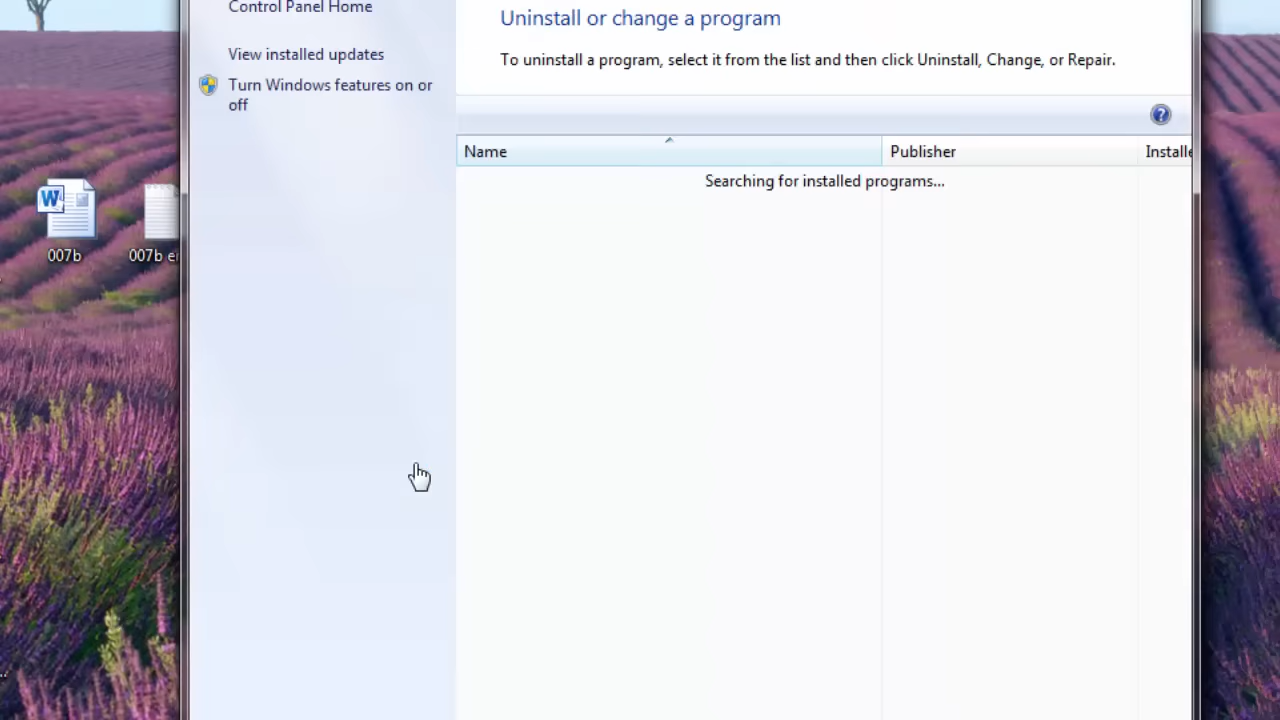 Control Panel Home
View installed updates
Turn Windows features on or
off
Uninstall or change a program
To uninstall a program, select it from the list and then click Uninstall, Change, or Repair.
Name
Publisher
Installe
Searching for installed programs...
007b
007b e